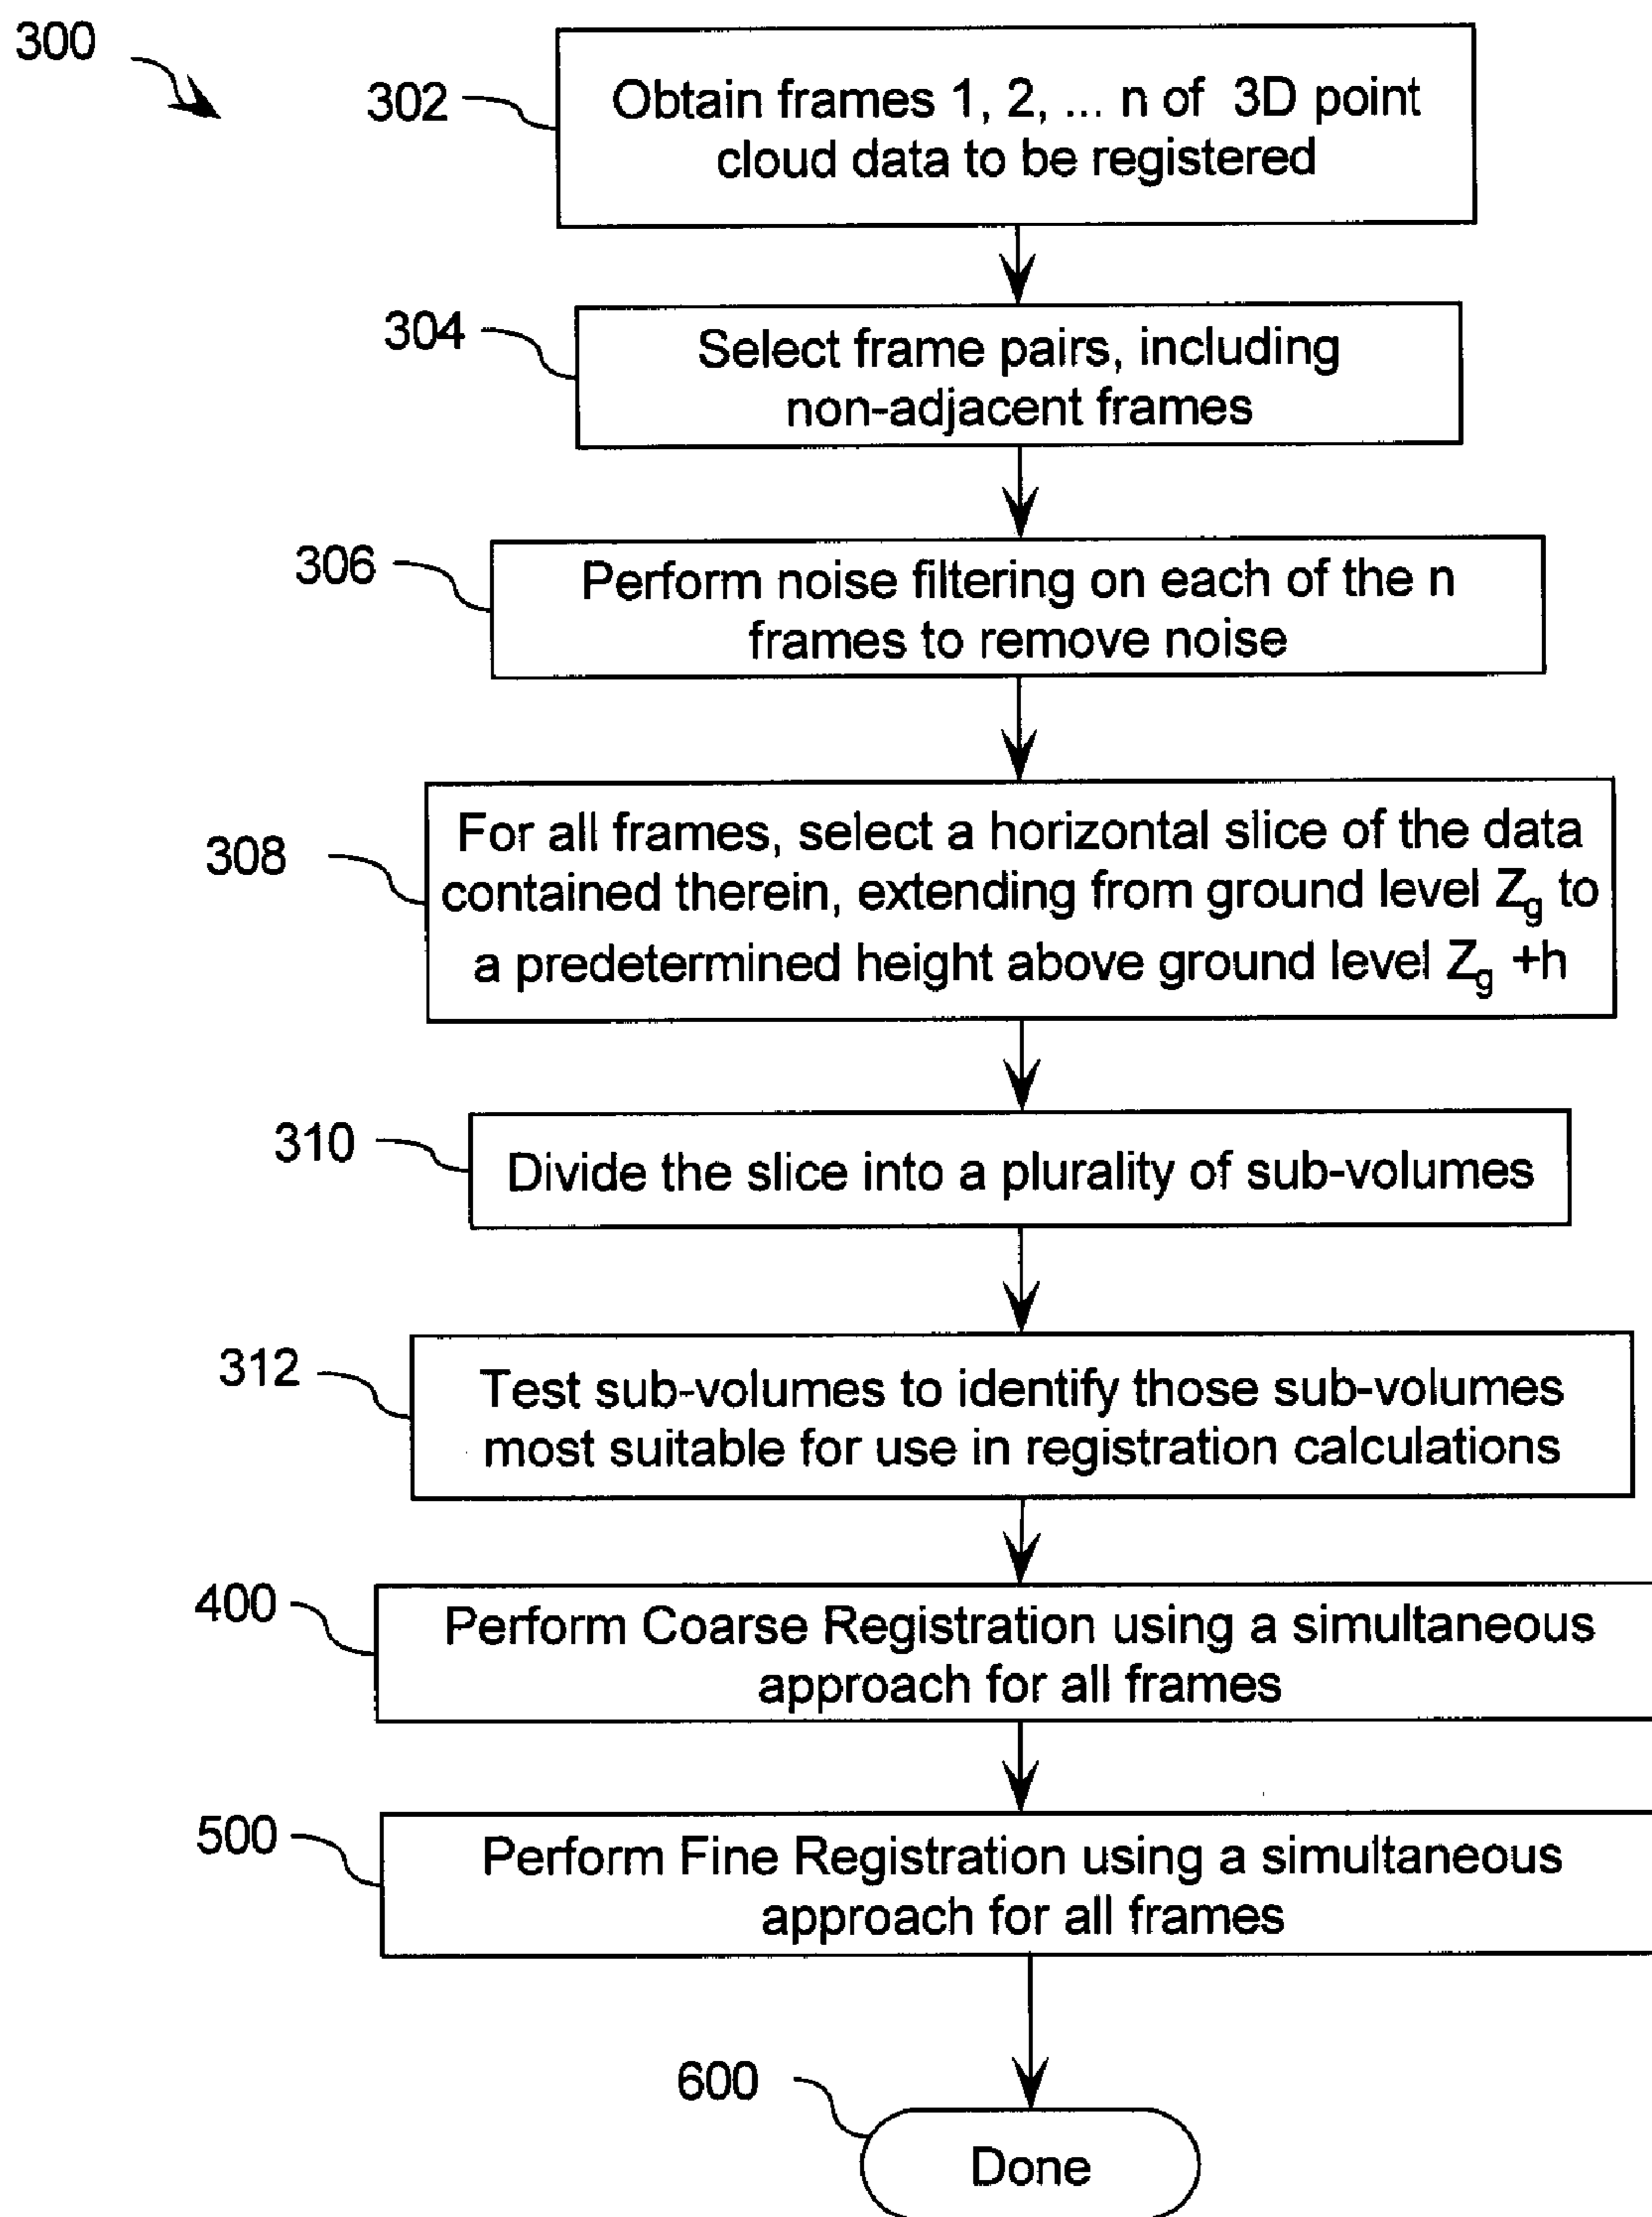 300
302
Obtain frames 1, 2, ... n of 3D point
cloud data to be registered
304
Select frame pairs, including
non-adjacent frames
306
Perform noise filtering on each of the n
frames to remove noise
308
For all frames, select a horizontal slice of the data
contained therein, extending from ground level Zg to
a predetermined height above ground level Zg +h
310
Divide the slice into a plurality of sub-volumes
312
Test sub-volumes to identify those sub-volumes
most suitable for use in registration calculations
400
Perform Coarse Registration using a simultaneous
approach for all frames
500
Perform Fine Registration using a simultaneous
approach for all frames
600
Done